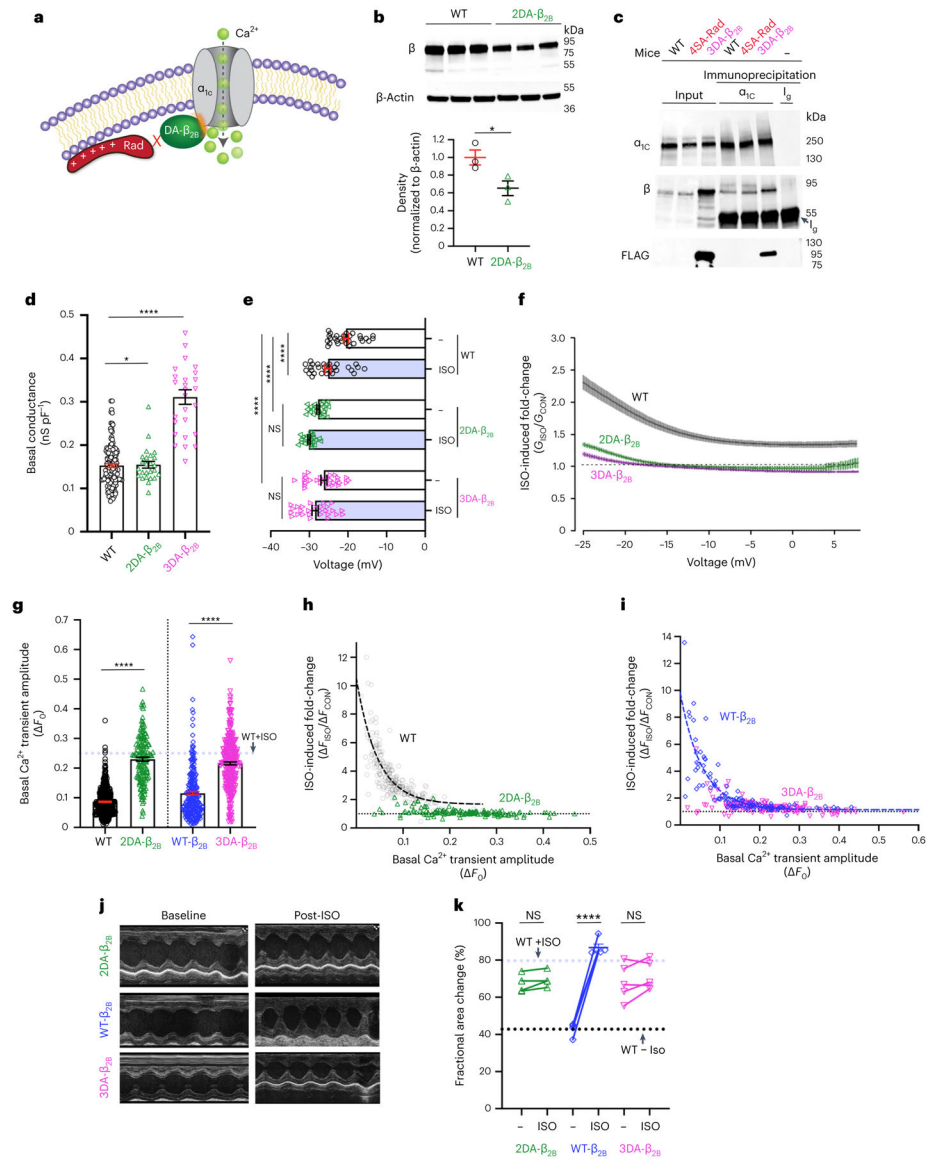 a
Ca²⁺
α₁c
DA-β₂B
Rad
+ + + + +
X
b
WT 2DA-β₂B
kDa
β
95
75
55
β-Actin
55
36
*
Density
(normalized to β-actin)
1.4
1.2
1.0
0.8
0.6
0.4
0.2
0
WT 2DA-β₂B
c
Mice WT 4SA-Rad 3DA-β₂B WT 4SA-Rad 3DA-β₂B –
Immunoprecipitation
Input α₁C Ig
kDa
α₁C
250
130
β
95
55
Ig
FLAG
130
95
75
d
****
*
Basal conductance
(nS pF⁻¹)
0.5
0.4
0.3
0.2
0.1
0
WT 2DA-β₂B 3DA-β₂B
e
**** **** **** ****
NS
NS
–
ISO
WT
–
ISO
2DA-β₂B
–
ISO
3DA-β₂B
−40 −30 −20 −10 0
Voltage (mV)
f
ISO-induced fold-change
(G_ISO/G_CON)
3.0
2.5
2.0
1.5
1.0
0.5
0
WT
2DA-β₂B
3DA-β₂B
−25 −20 −15 −10 −5 0 5
Voltage (mV)
g
****
****
Basal Ca²⁺ transient amplitude
(ΔF₀)
0.7
0.6
0.5
0.4
0.3
0.2
0.1
0
WT+ISO
WT 2DA-β₂B WT-β₂B 3DA-β₂B
h
ISO-induced fold-change
(ΔF_ISO/ΔF_CON)
12
10
8
6
4
2
0
WT
2DA-β₂B
0.1 0.2 0.3 0.4 0.5
Basal Ca²⁺ transient amplitude
(ΔF₀)
i
ISO-induced fold-change
(ΔF_ISO/ΔF_CON)
14
12
10
8
6
4
2
0
WT-β₂B
3DA-β₂B
0 0.1 0.2 0.3 0.4 0.5 0.6
Basal Ca²⁺ transient amplitude
(ΔF₀)
j
Baseline Post-ISO
2DA-β₂B
WT-β₂B
3DA-β₂B
k
NS **** NS
Fractional area change (%)
100
80
60
40
20
0
WT +ISO
WT – Iso
– ISO – ISO – ISO
2DA-β₂B WT-β₂B 3DA-β₂B